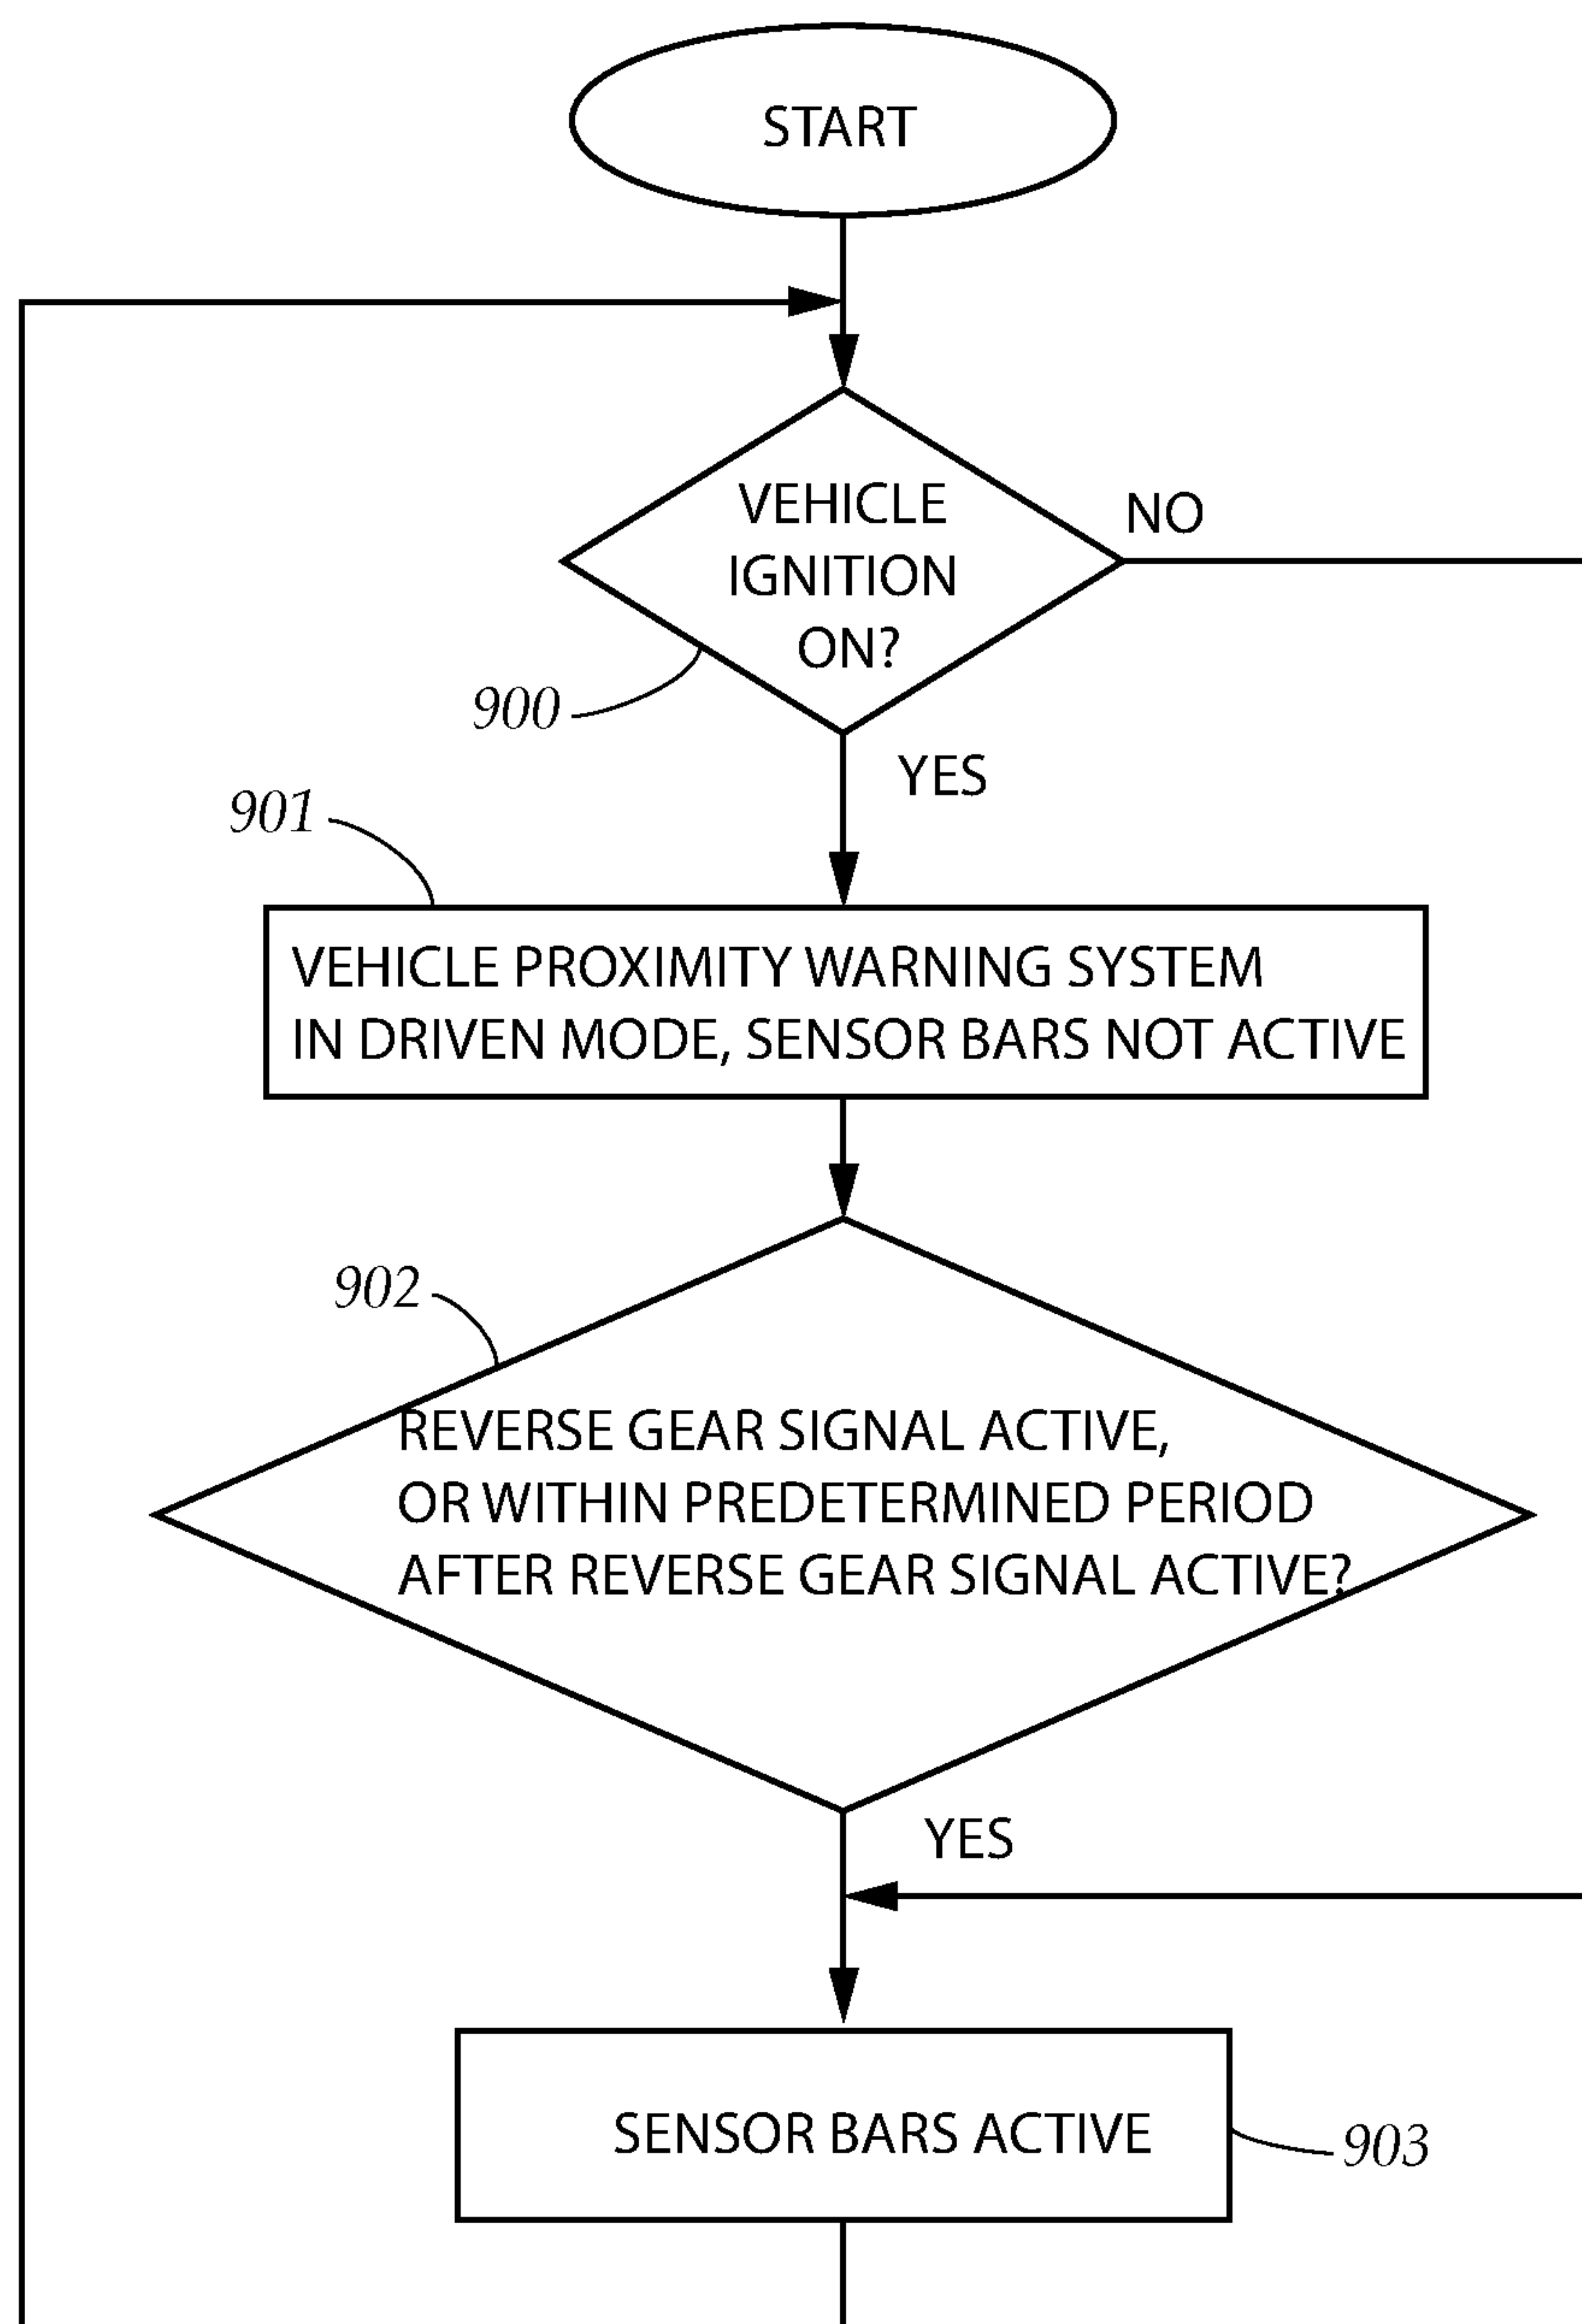 START
VEHICLE
IGNITION
ON?
NO
900
YES
901
VEHICLE PROXIMITY WARNING SYSTEM
IN DRIVEN MODE, SENSOR BARS NOT ACTIVE
902
REVERSE GEAR SIGNAL ACTIVE,
OR WITHIN PREDETERMINED PERIOD
AFTER REVERSE GEAR SIGNAL ACTIVE?
YES
SENSOR BARS ACTIVE
903